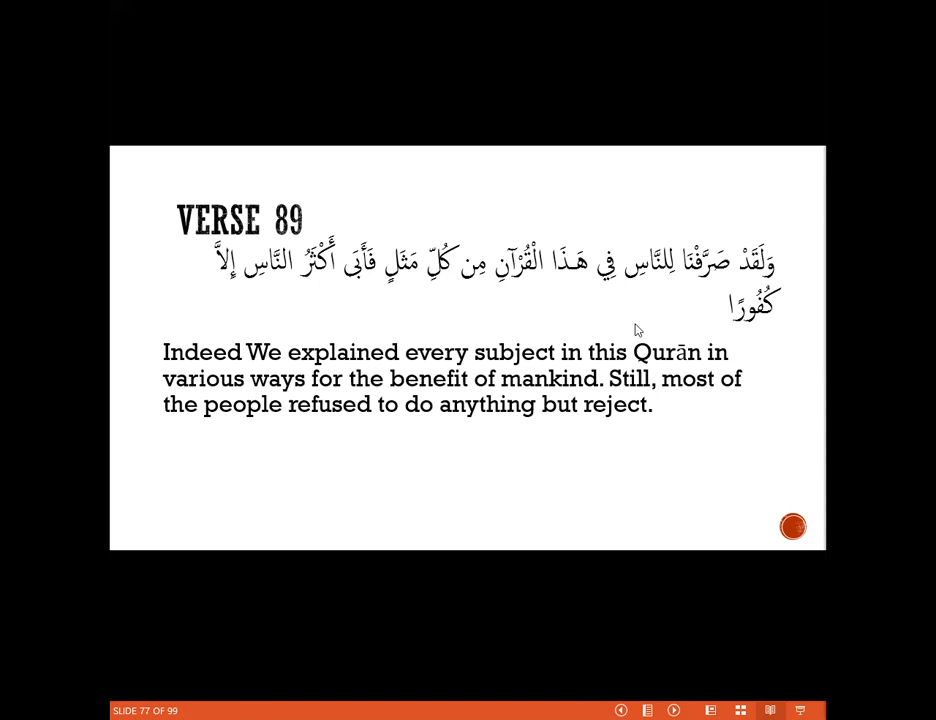 VERSE 89
وَلَقَدْ صَرَّفْنَا لِلنَّاسِ فِي هَـذَا الْقُرْآنِ مِن كُلِّ مَثَلٍ فَأَبَى أَكْثَرُ النَّاسِ إِلاَّ
كُفُورًا
Indeed We explained every subject in this Qurān in
various ways for the benefit of mankind. Still, most of
the people refused to do anything but reject.
SLIDE 77 OF 99